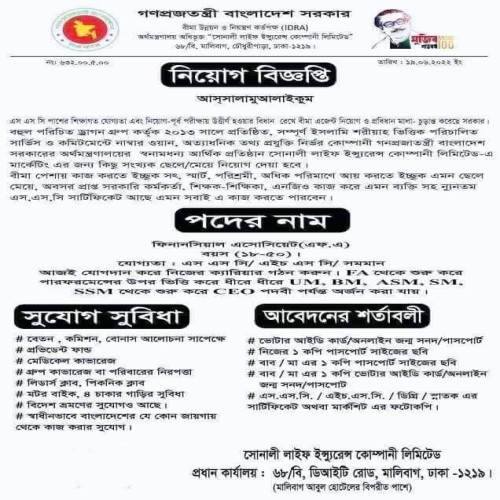 গণপ্রজাতন্ত্রী বাংলাদেশ সরকার
বীমা উন্নয়ন ও নিয়ন্ত্রণ কর্তৃপক্ষ (IDRA)
অর্থমন্ত্রণালয় অধিভুক্ত "সোনালী লাইফ ইন্স্যুরেন্স কোম্পানী লিমিটেড"
৬৮/বি, মালিবাগ, চৌধুরীপাড়া, ঢাকা-১২১৯।
মুজিব
শতবর্ষ 100
নং: ৬৩২.০০.৫.০০
তারিখ : ১৯.০৬.২০২২ ইং
নিয়োগ বিজ্ঞপ্তি
আস্সালামুআলাইকুম
এস এস সি পাশের শিক্ষাগত যোগ্যতা এবং নিয়োগ-পূর্ব পরীক্ষায় উত্তীর্ণ হওয়ার বিধান রেখে বীমা এজেন্ট নিয়োগ ও প্রবিধান মালা- চূড়ান্ত করেছে সরকার।
বহুল পরিচিত ড্রাগন গ্রুপ কর্তৃক ২০১৩ সালে প্রতিষ্ঠিত, সম্পূর্ণ ইসলামি শরীয়াহ ভিত্তিক পরিচালিত
সার্ভিস ও কমিটমেন্টে নাম্বার ওয়ান, অত্যাধনিক তথ্য প্রযুক্তি নির্ভর কোম্পানী গনপ্রজাতন্ত্রী বাংলাদেশ
সরকারের অর্থমন্ত্রণালয়ের স্বনামধন্য আর্থিক প্রতিষ্ঠান সোনালী লাইফ ইন্স্যুরেন্স কোম্পানী লিমিটেড-এ
মার্কেটিং এর জন্য কিছু সংখ্যক ছেলে/মেয়ে নিয়োগ দেয়া হবে।
বীমা পেশায় কাজ করতে ইচ্ছুক সৎ, স্মার্ট, পরিশ্রমী, অধিক পরিমাণে আয় করতে ইচ্ছুক এমন ছেলে
মেয়ে, অবসর প্রাপ্ত সরকারি কর্মকর্তা, শিক্ষক-শিক্ষিকা, এনজিও কাজ করে এমন ব্যক্তি সহ ন্যূনতম
এস,এস,সি সার্টিফিকেট আছে এমন সবাই এ কাজ করতে পারবেন।
পদের নাম
ফিনানসিয়াল এসোসিয়েট(এফ.এ)
বয়স (১৮-৫০)।
যোগ্যতা : এস এস সি/ এইচ এস সি/ সমমান
আজই যোগদান করে নিজের ক্যারিয়ার গঠন করুন। FA থেকে শুরু করে
পারফরমেন্সের উপর ভিত্তি করে ধীরে ধীরে UM, BM, ASM, SM,
SSM থেকে শুরু করে CEO পদবী পর্যন্ত অর্জন করা যায়।
সুযোগ সুবিধা
# বেতন , কমিশন, বোনাস আলোচনা সাপেক্ষে
# প্রভিডেন্ট ফান্ড
# মেডিকেল কাভারেজ
# গ্রুপ কাভারেজ বা পরিবারের নিরপত্তা
# লিডার্স ক্লাব, পিকনিক ক্লাব
# মটর বাইক, ৪ চাকার গাড়ির সুবিধা
# বিদেশ ভ্রমণের সুযোগও আছে।
# স্বাধীনভাবে বাংলাদেশের যে কোন জায়গায়
থেকে কাজ করার সুযোগ।
আবেদনের শর্তাবলী
# ভোটার আইডি কার্ড/অনলাইন জন্ম সনদ/পাসপোর্ট
# নিজের ১ কপি পাসপোর্ট সাইজের ছবি
# বাবা / মা এর ১ কপি পাসপোর্ট সাইজের ছবি
# বাবা / মা এর ১ কপি ভোটার আইডি কার্ড/অনলাইন
জন্ম সনদ/পাসপোট
# এস.এস.সি. / এইচ.এস.সি. / ডিগ্রি / স্নাতক এর
সার্টিফিকেট অথবা মার্কশিট এর ফটোকপি।
সোনালী লাইফ ইন্স্যুরেন্স কোম্পানী লিমিটেড
প্রধান কার্যালয় : ৬৮/বি, ডিআইটি রোড, মালিবাগ, ঢাকা -১২১৯।
(মালিবাগ আবুল হোটেলের বিপরীত পাশে)